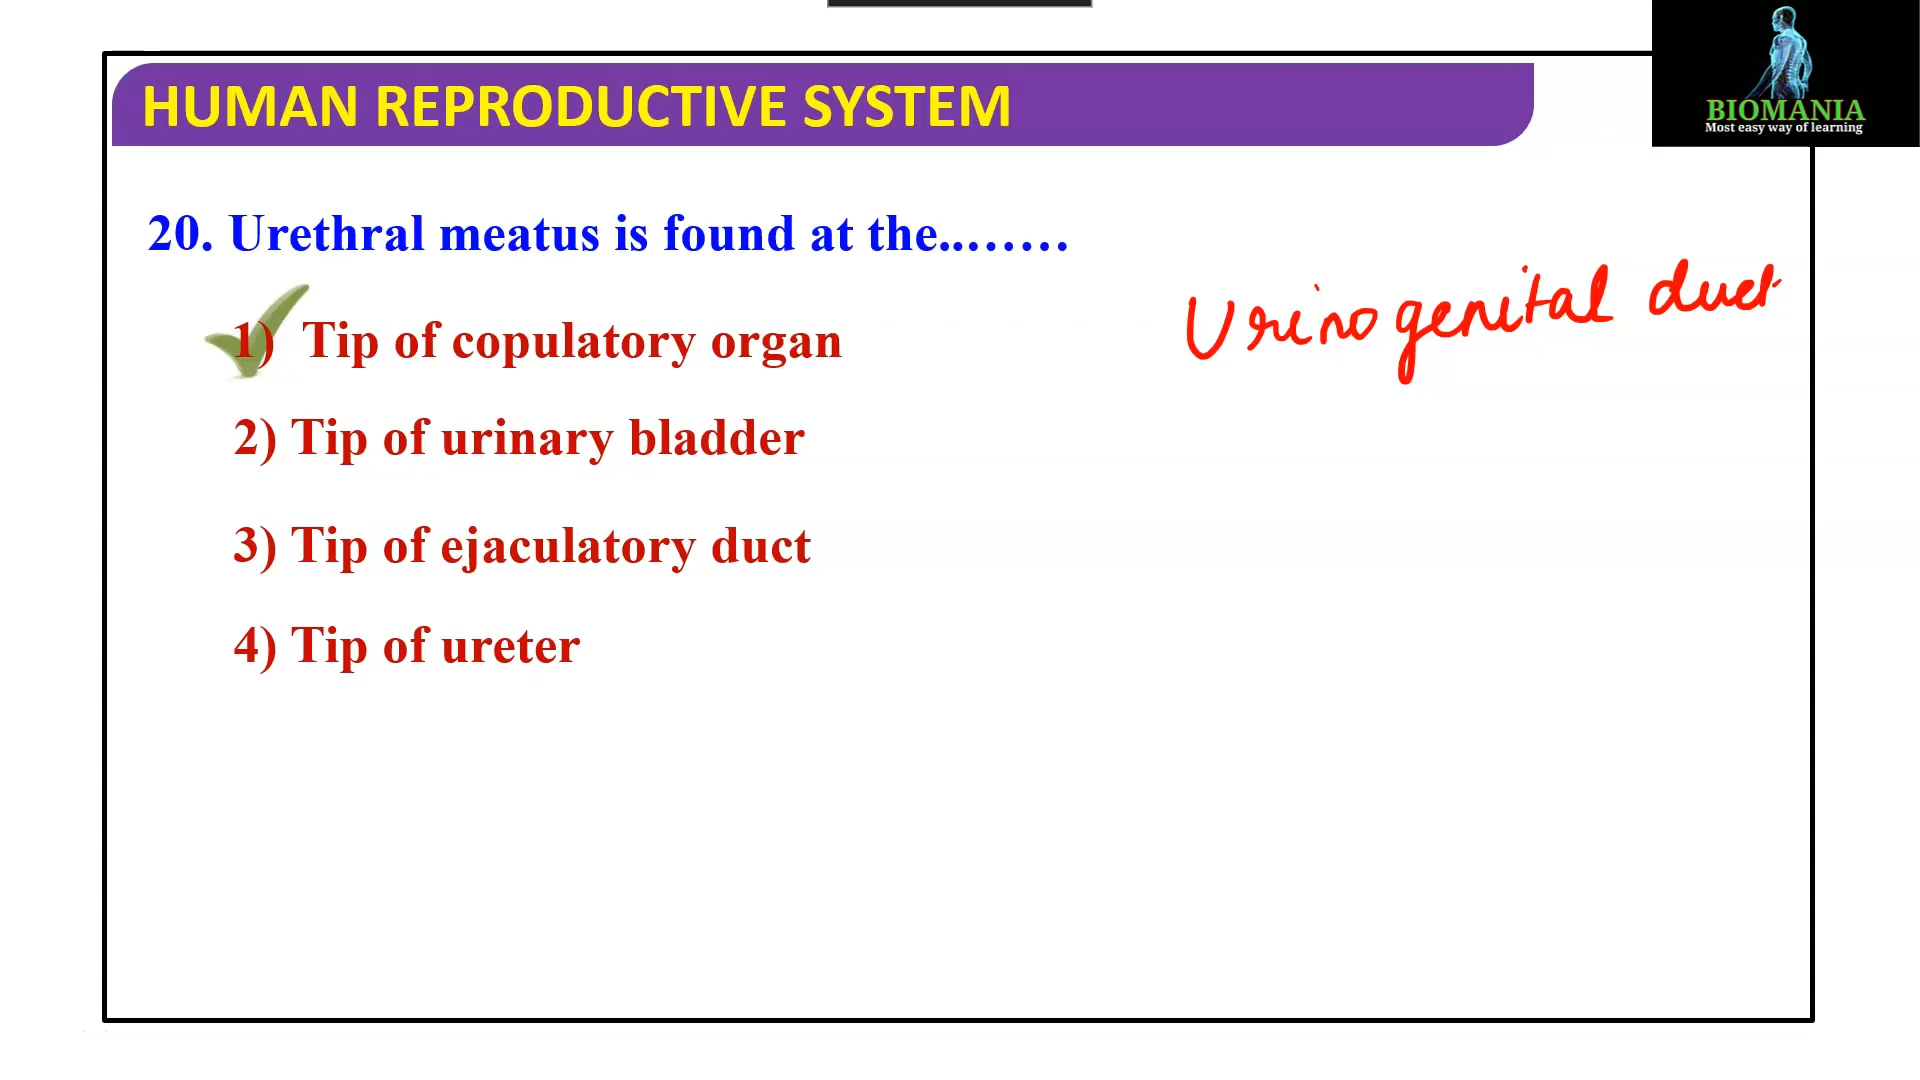 BIOMANIA
Most easy way of learning
HUMAN REPRODUCTIVE SYSTEM
20. Urethral meatus is found at the..……
1) Tip of copulatory organ
Urinogenital duct
2) Tip of urinary bladder
3) Tip of ejaculatory duct
4) Tip of ureter